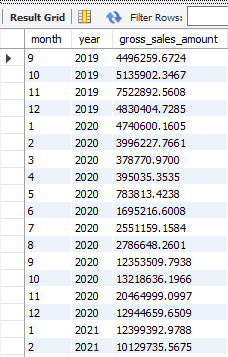 Result Grid Filter Rows:
month year gross_sales_amount
9 2019 4496259.6724
10 2019 5135902.3467
11 2019 7522892.5608
12 2019 4830404.7285
1 2020 4740600.1605
2 2020 3996227.7661
3 2020 378770.9700
4 2020 395035.3535
5 2020 783813.4238
6 2020 1695216.6008
7 2020 2551159.1584
8 2020 2786648.2601
9 2020 12353509.7938
10 2020 13218636.1966
11 2020 20464999.0097
12 2020 12944659.6509
1 2021 12399392.9788
2 2021 10129735.5675